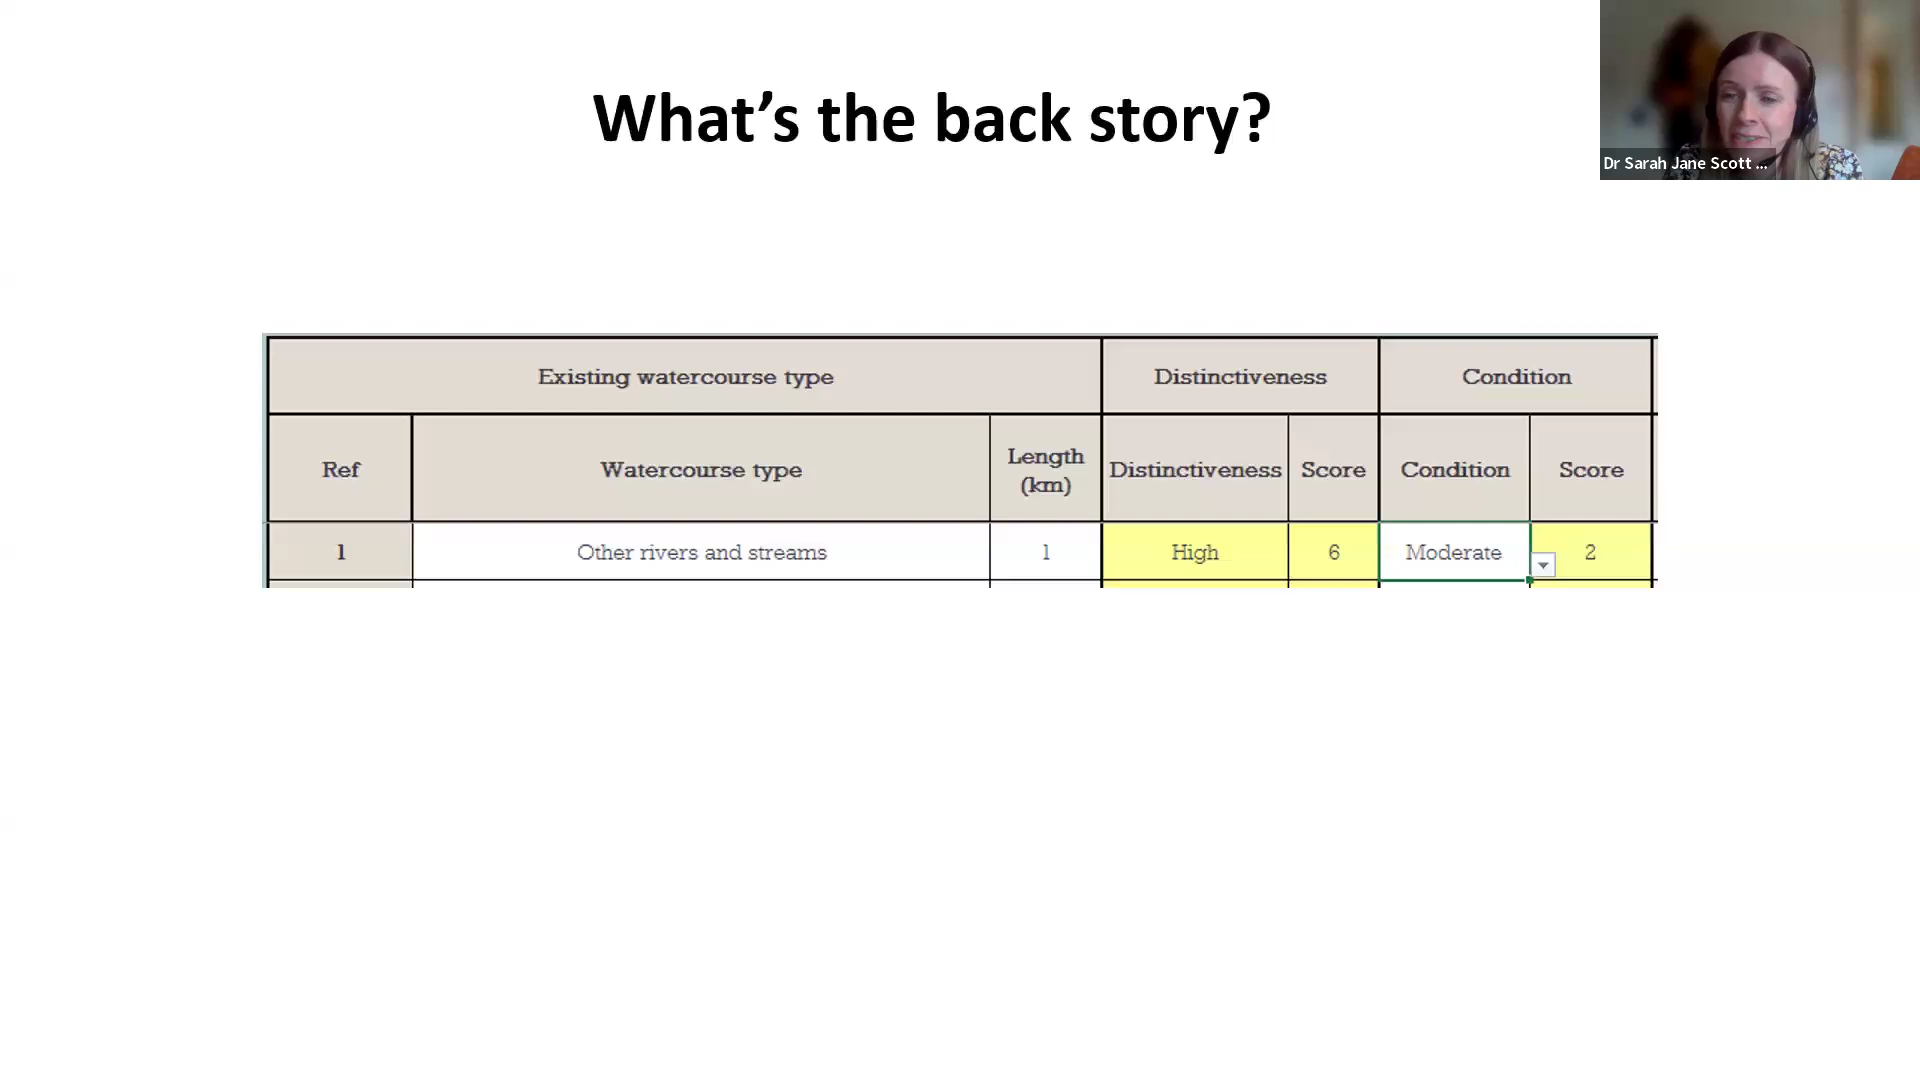 What's the back story?
Dr Sarah Jane Scott ...
Existing watercourse type Distinctiveness Condition
Ref Watercourse type Length (km) Distinctiveness Score Condition Score
1 Other rivers and streams 1 High 6 Moderate 2